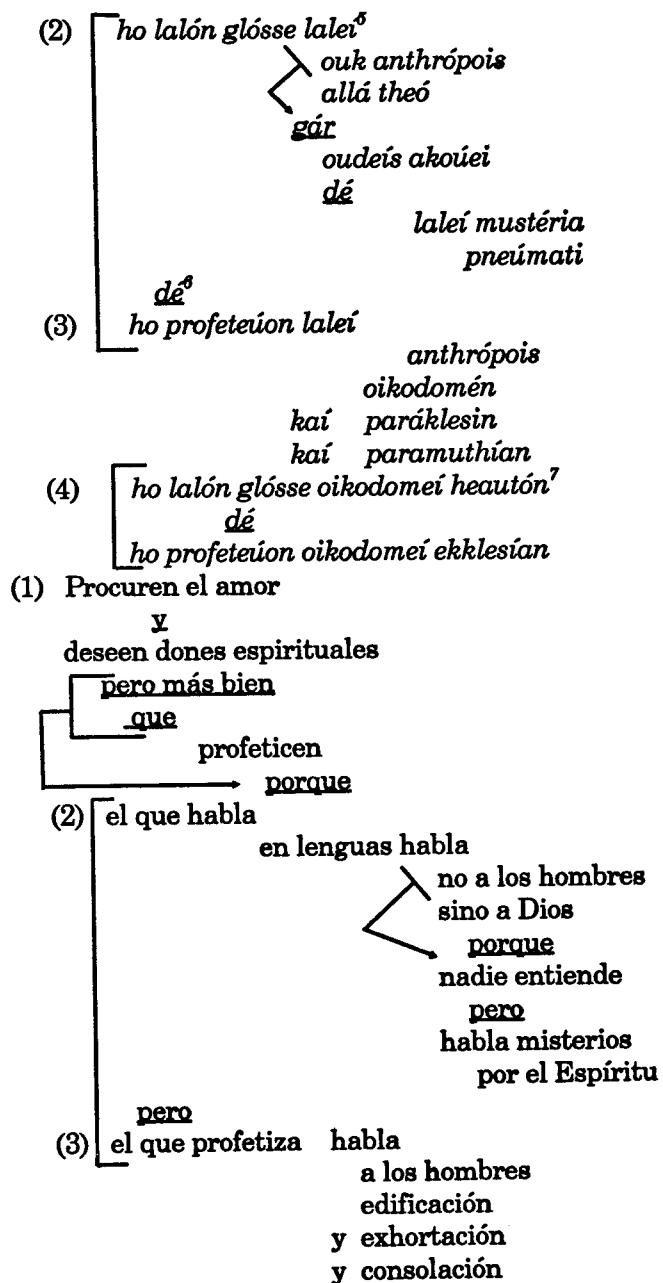 (2) ho lalón glósse laleí⁵
ouk anthrópois
allá theó
gár
oudeís akoúei
dé
laleí mustéria
pneúmati
dé⁶
(3) ho profeteúon laleí
anthrópois
oikodomén
kaí paráklesin
kaí paramuthían
(4) ho lalón glósse oikodomeí heautón⁷
dé
ho profeteúon oikodomeí ekklesían
(1) Procuren el amor
y
deseen dones espirituales
pero más bien
que
profeticen
porque
(2) el que habla
en lenguas habla
no a los hombres
sino a Dios
porque
nadie entiende
pero
habla misterios
por el Espíritu
pero
(3) el que profetiza habla
a los hombres
edificación
y exhortación
y consolación